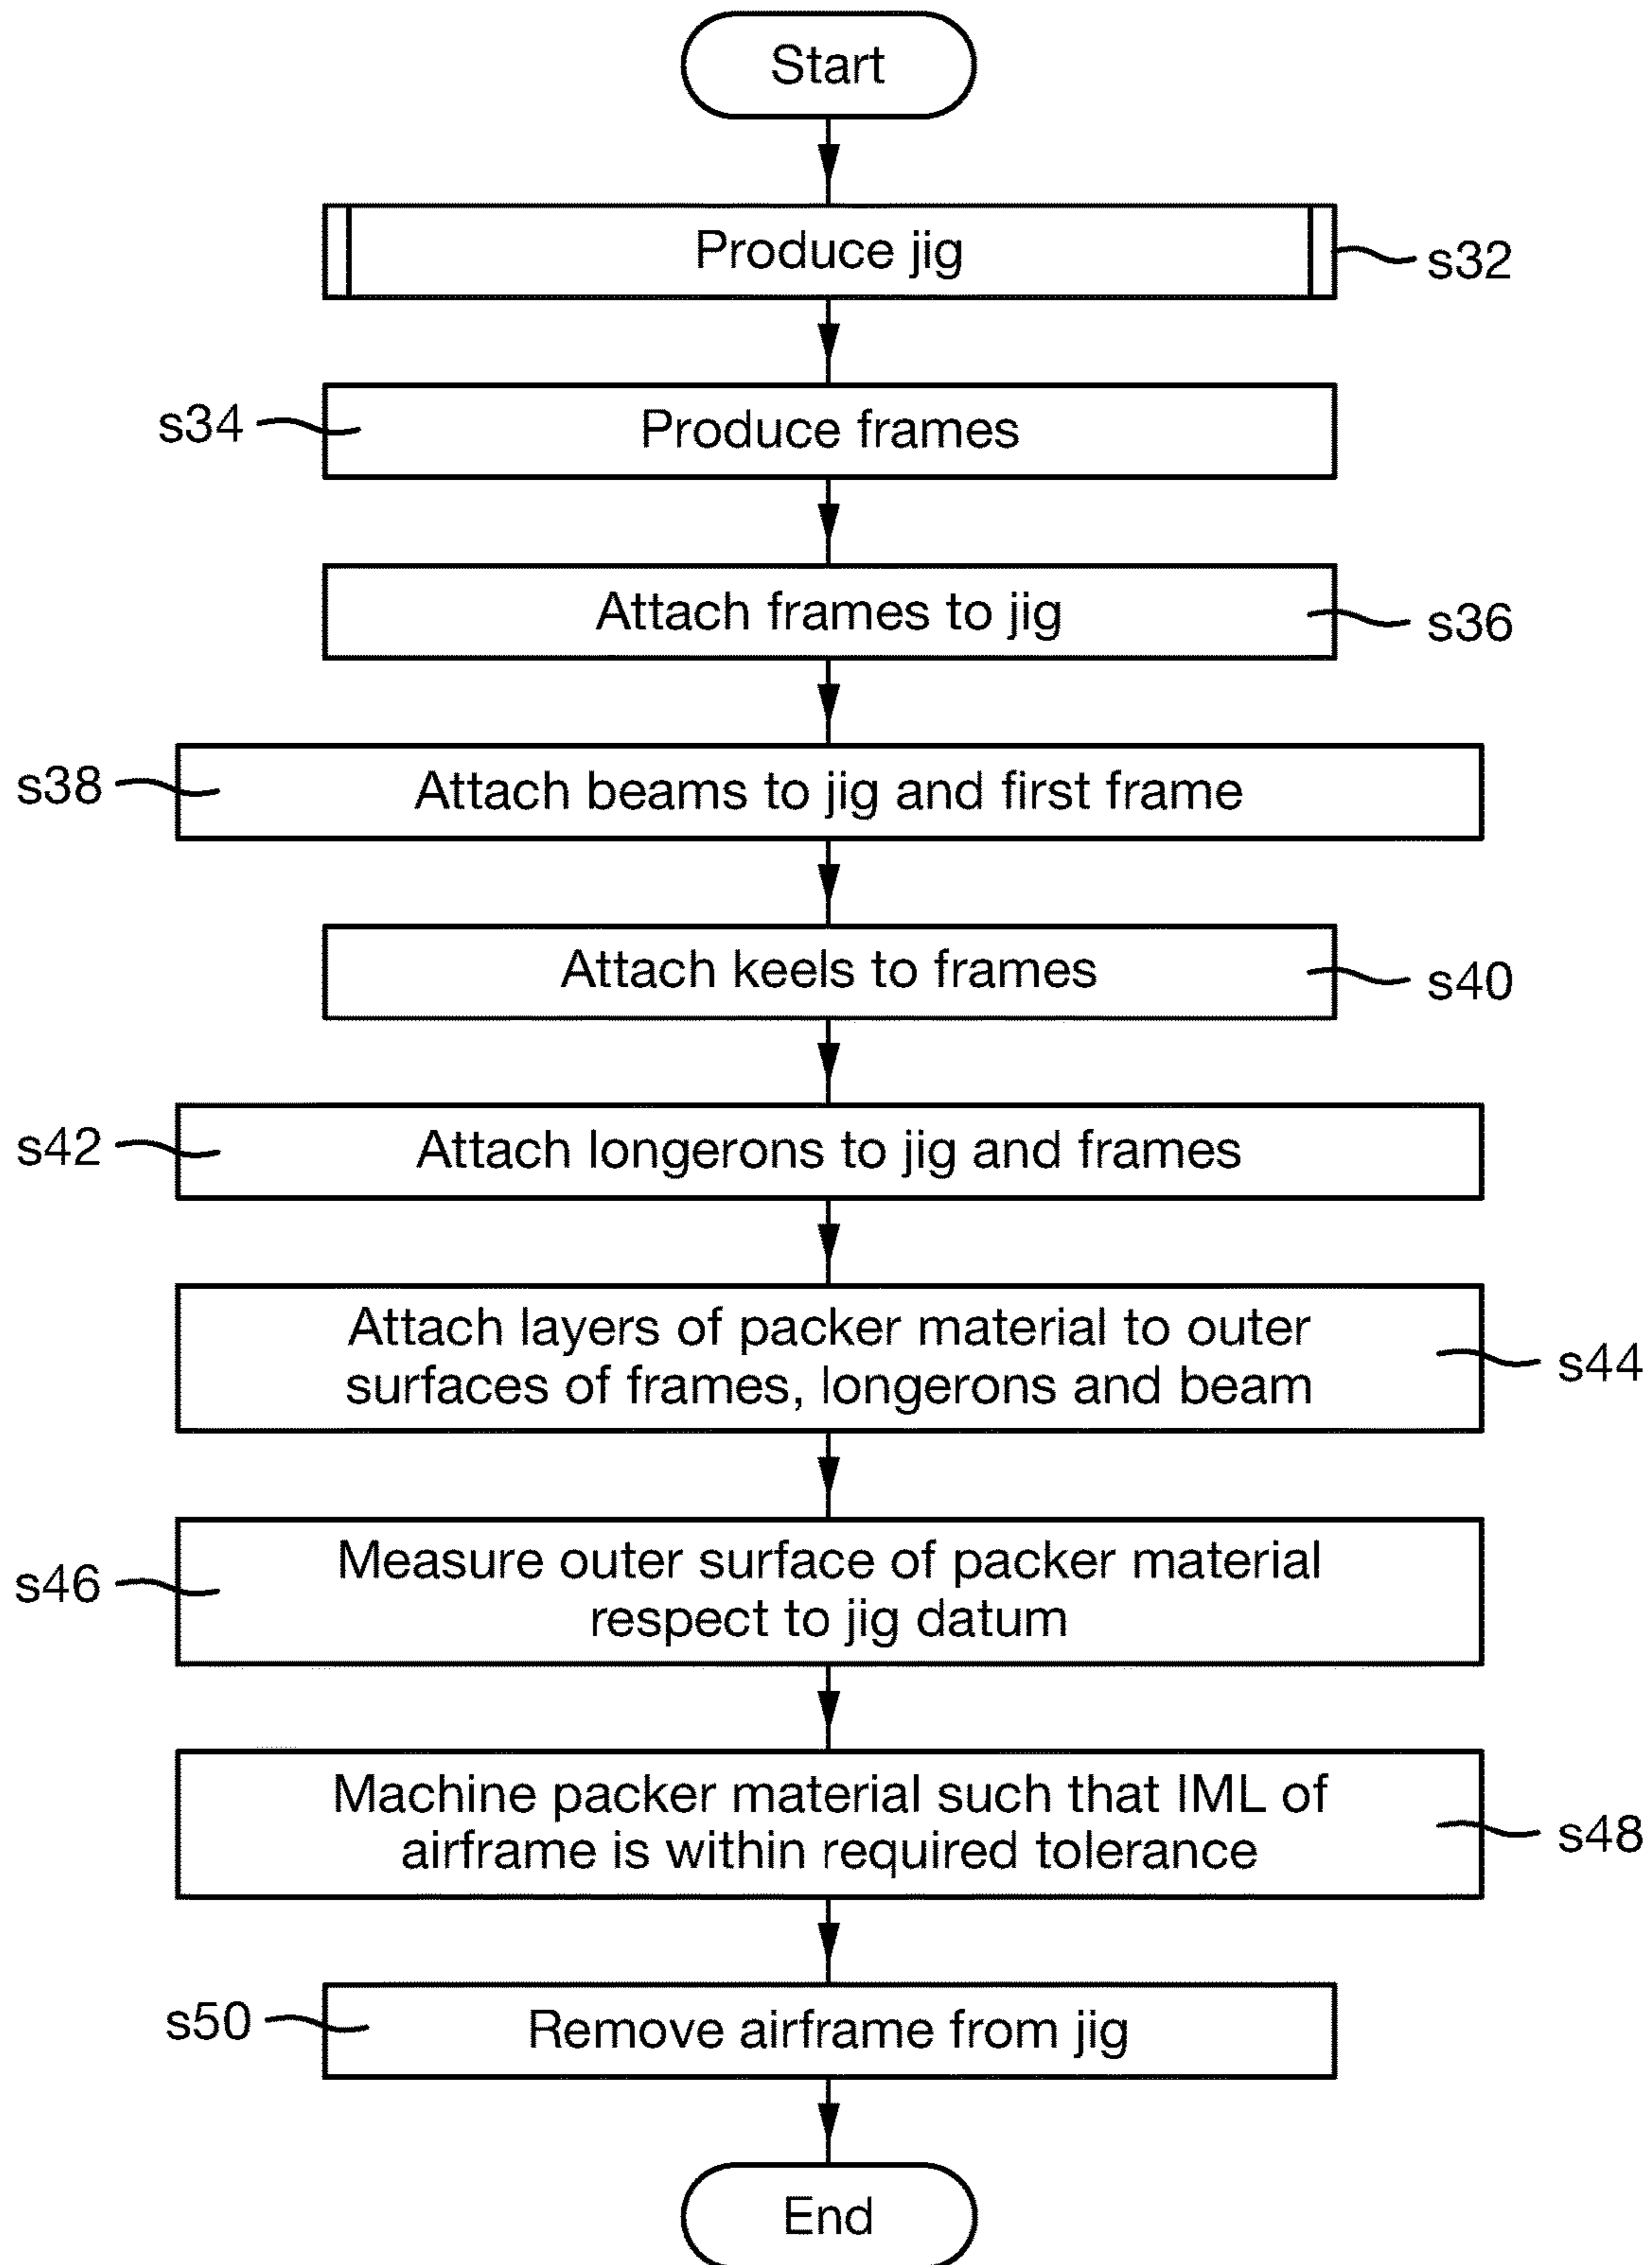 Start
Produce jig
s32
s34
Produce frames
Attach frames to jig
s36
s38
Attach beams to jig and first frame
Attach keels to frames
s40
s42
Attach longerons to jig and frames
Attach layers of packer material to outer
surfaces of frames, longerons and beam
s44
s46
Measure outer surface of packer material
respect to jig datum
Machine packer material such that IML of
airframe is within required tolerance
s48
s50
Remove airframe from jig
End